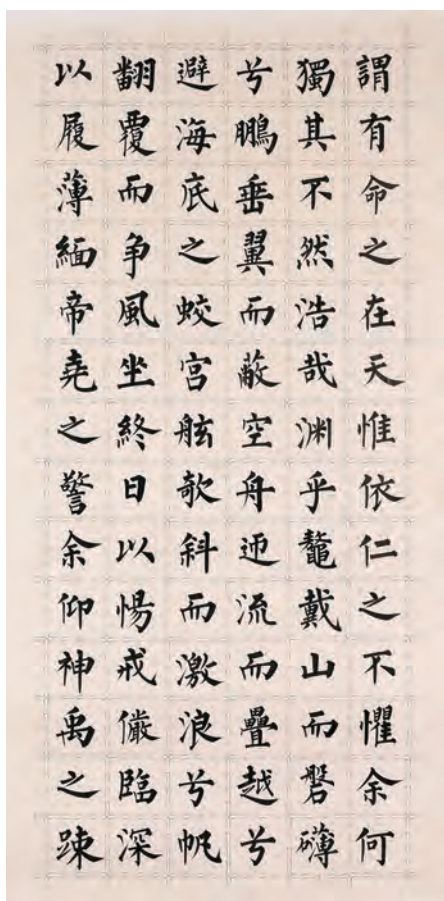 謂有命之在天惟依仁之不懼余何
獨其不然浩哉渊乎鼇戴山而礐礴
兮鵬垂翼而蔽空舟迊流而疊越兮
避海底之蛟宮舷欹斜而激浪兮帆
翻覆而争風坐終日以惕戒儼臨深
以履薄緬帝堯之警余仰神禹之踈